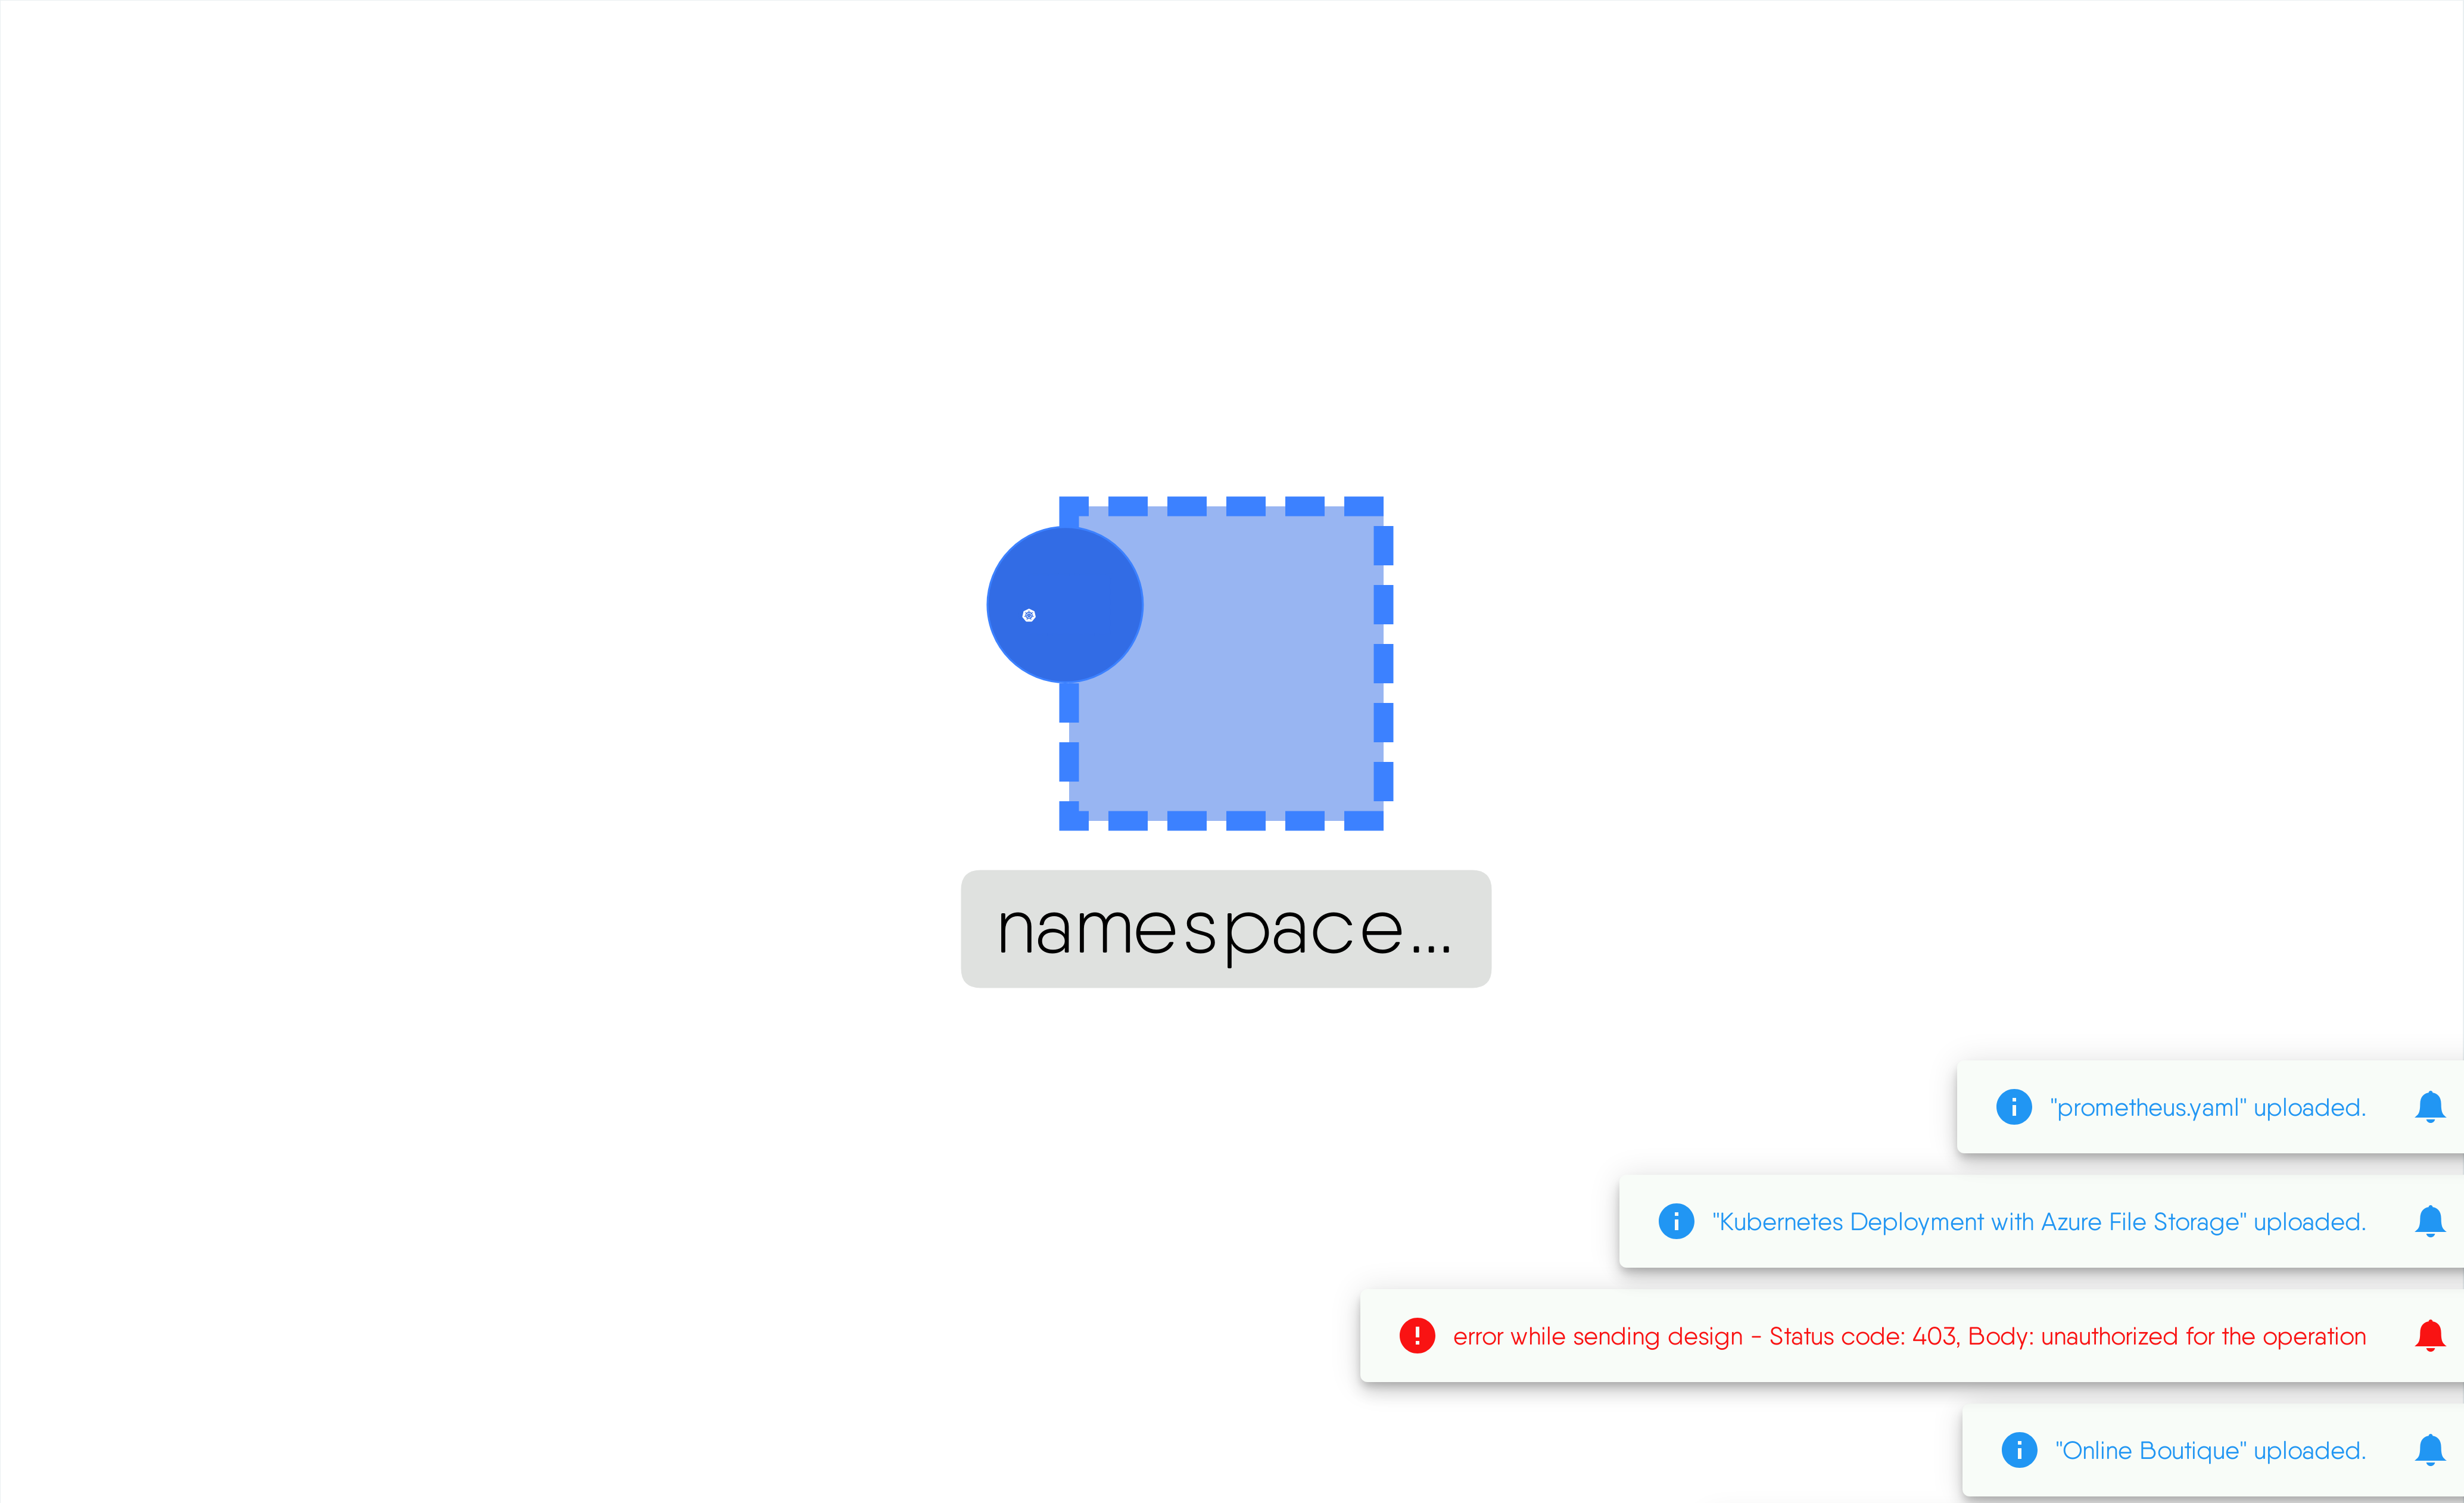 namespace...
"prometheus.yaml" uploaded.
"Kubernetes Deployment with Azure File Storage" uploaded.
error while sending design - Status code: 403, Body: unauthorized for the operation
"Online Boutique" uploaded.